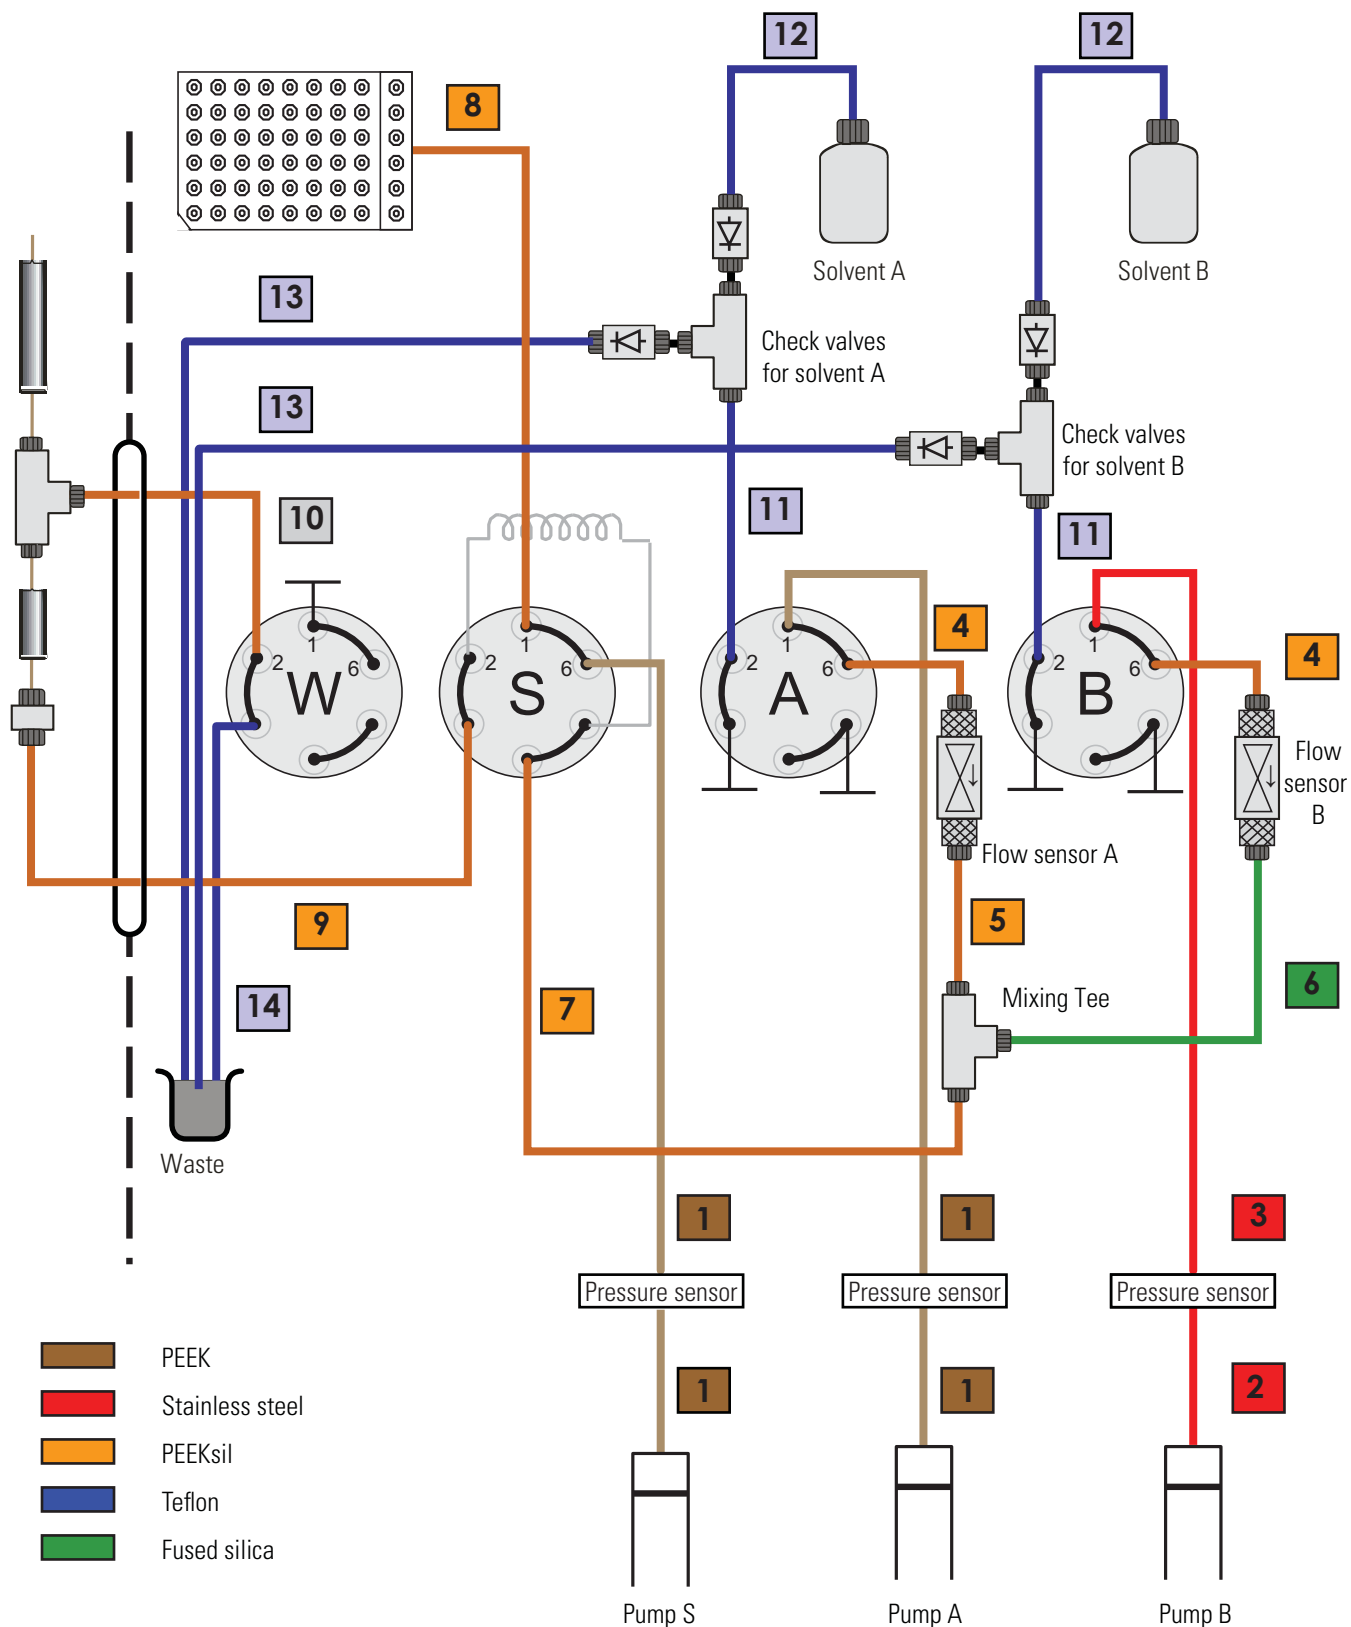 12
12
8
Solvent A
Solvent B
13
Check valves
for solvent A
13
Check valves
for solvent B
10
11
11
1
2
6
W
1
2
6
S
1
2
6
A
4
1
2
6
B
4
Flow
sensor
B
Flow sensor A
9
5
14
7
Mixing Tee
6
Waste
1
1
3
Pressure sensor
Pressure sensor
Pressure sensor
1
1
2
PEEK
Stainless steel
PEEKsil
Teflon
Fused silica
Pump S
Pump A
Pump B